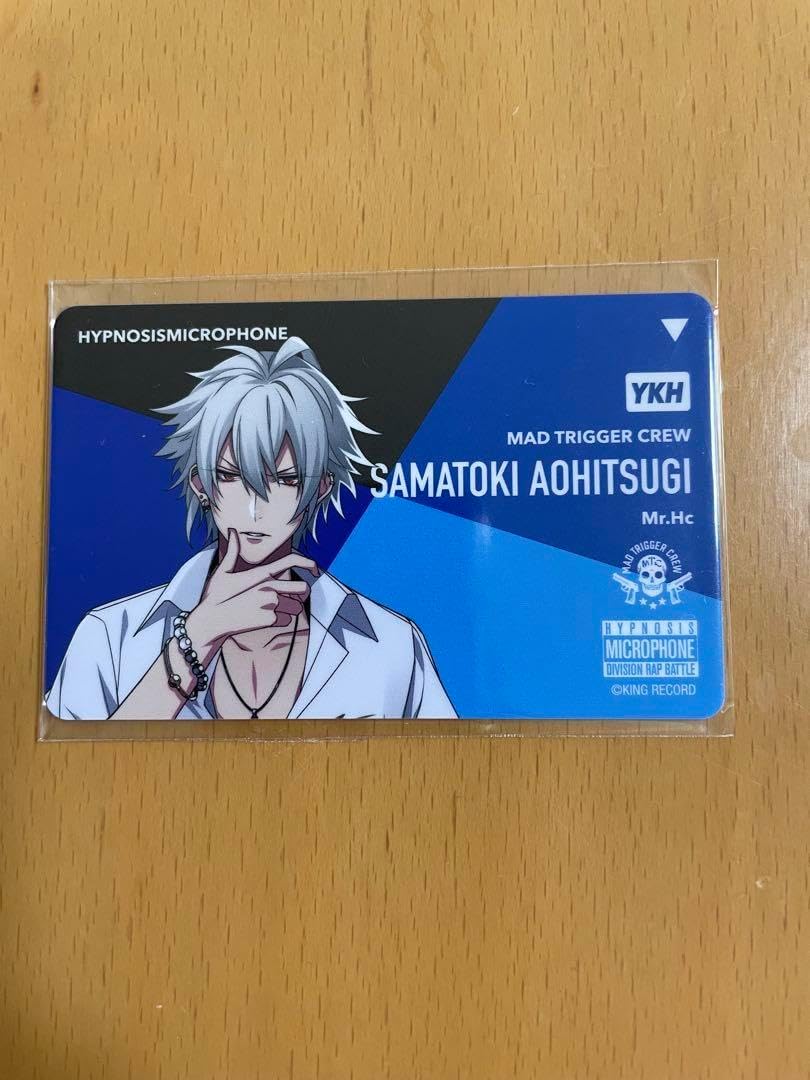 HYPNOSISMICROPHONE
YKH
MAD TRIGGER CREW
SAMATOKI AOHITSUGI
Mr.Hc
MAD TRIGGER CREW
MTC
HYPNOSIS
MICROPHONE
DIVISION RAP BATTLE
©KING RECORD